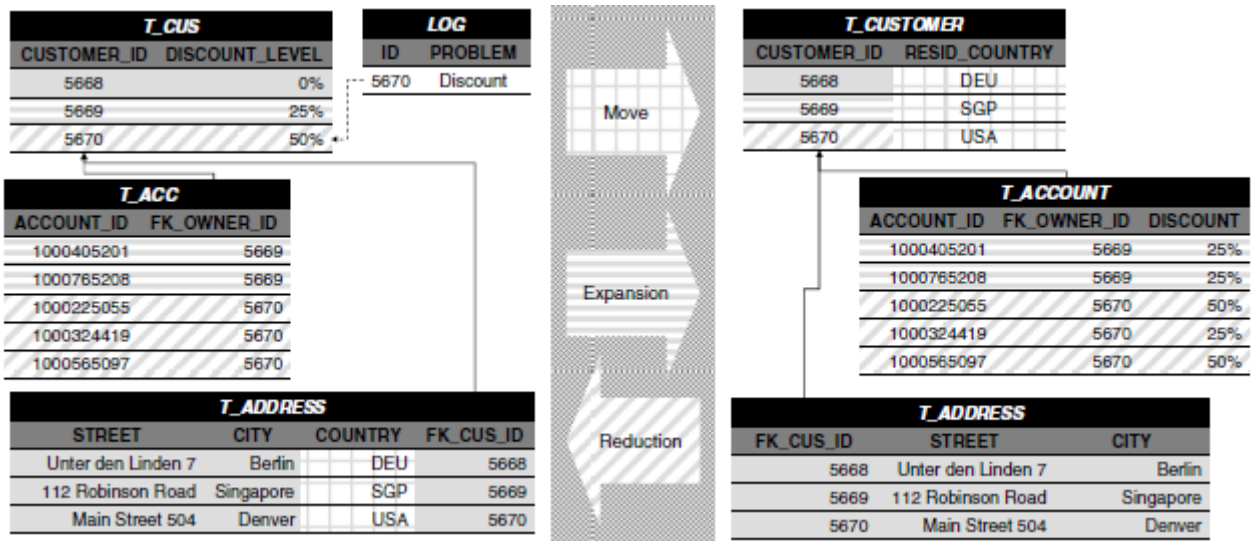 T_CUS
CUSTOMER_ID DISCOUNT_LEVEL
5668 0%
5669 25%
5670 50%
LOG
ID PROBLEM
5670 Discount
T_ACC
ACCOUNT_ID FK_OWNER_ID
1000405201 5669
1000765208 5669
1000225055 5670
1000324419 5670
1000565097 5670
T_ADDRESS
STREET CITY COUNTRY FK_CUS_ID
Unter den Linden 7 Berlin DEU 5668
112 Robinson Road Singapore SGP 5669
Main Street 504 Denver USA 5670
Move
Expansion
Reduction
T_CUSTOMER
CUSTOMER_ID RESID_COUNTRY
5668 DEU
5669 SGP
5670 USA
T_ACCOUNT
ACCOUNT_ID FK_OWNER_ID DISCOUNT
1000405201 5669 25%
1000765208 5669 25%
1000225055 5670 50%
1000324419 5670 25%
1000565097 5670 50%
T_ADDRESS
FK_CUS_ID STREET CITY
5668 Unter den Linden 7 Berlin
5669 112 Robinson Road Singapore
5670 Main Street 504 Denver